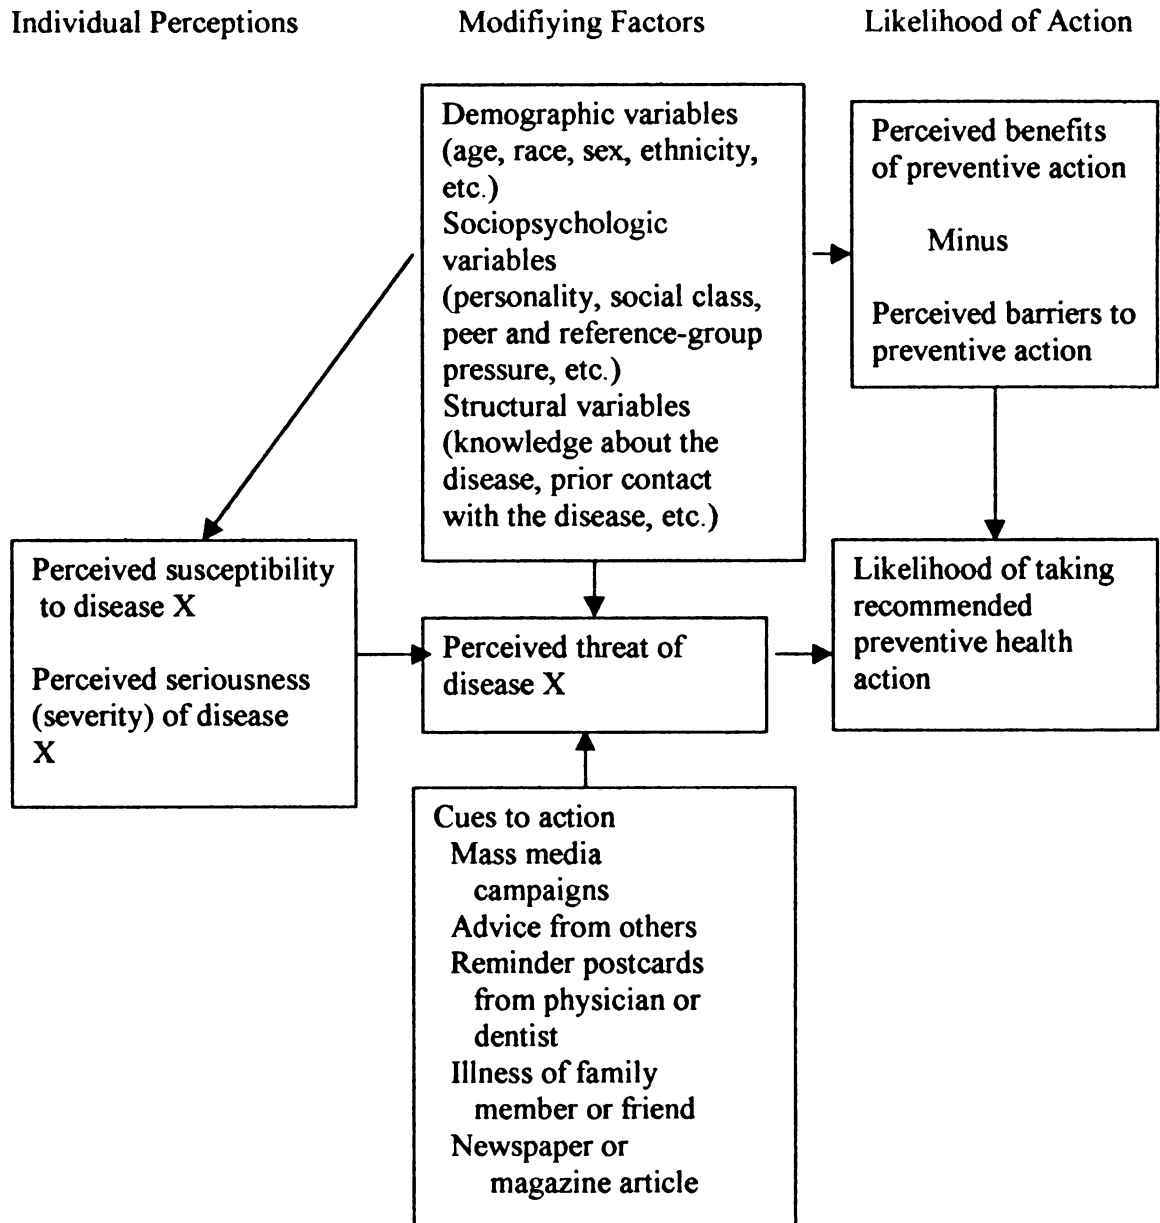 Individual Perceptions
Modifiying Factors
Likelihood of Action
Demographic variables
(age, race, sex, ethnicity,
etc.)
Sociopsychologic
variables
(personality, social class,
peer and reference-group
pressure, etc.)
Structural variables
(knowledge about the
disease, prior contact
with the disease, etc.)
Perceived benefits
of preventive action
Minus
Perceived barriers to
preventive action
Perceived susceptibility
to disease X
Perceived seriousness
(severity) of disease
X
Perceived threat of
disease X
Likelihood of taking
recommended
preventive health
action
Cues to action
Mass media
campaigns
Advice from others
Reminder postcards
from physician or
dentist
Illness of family
member or friend
Newspaper or
magazine article